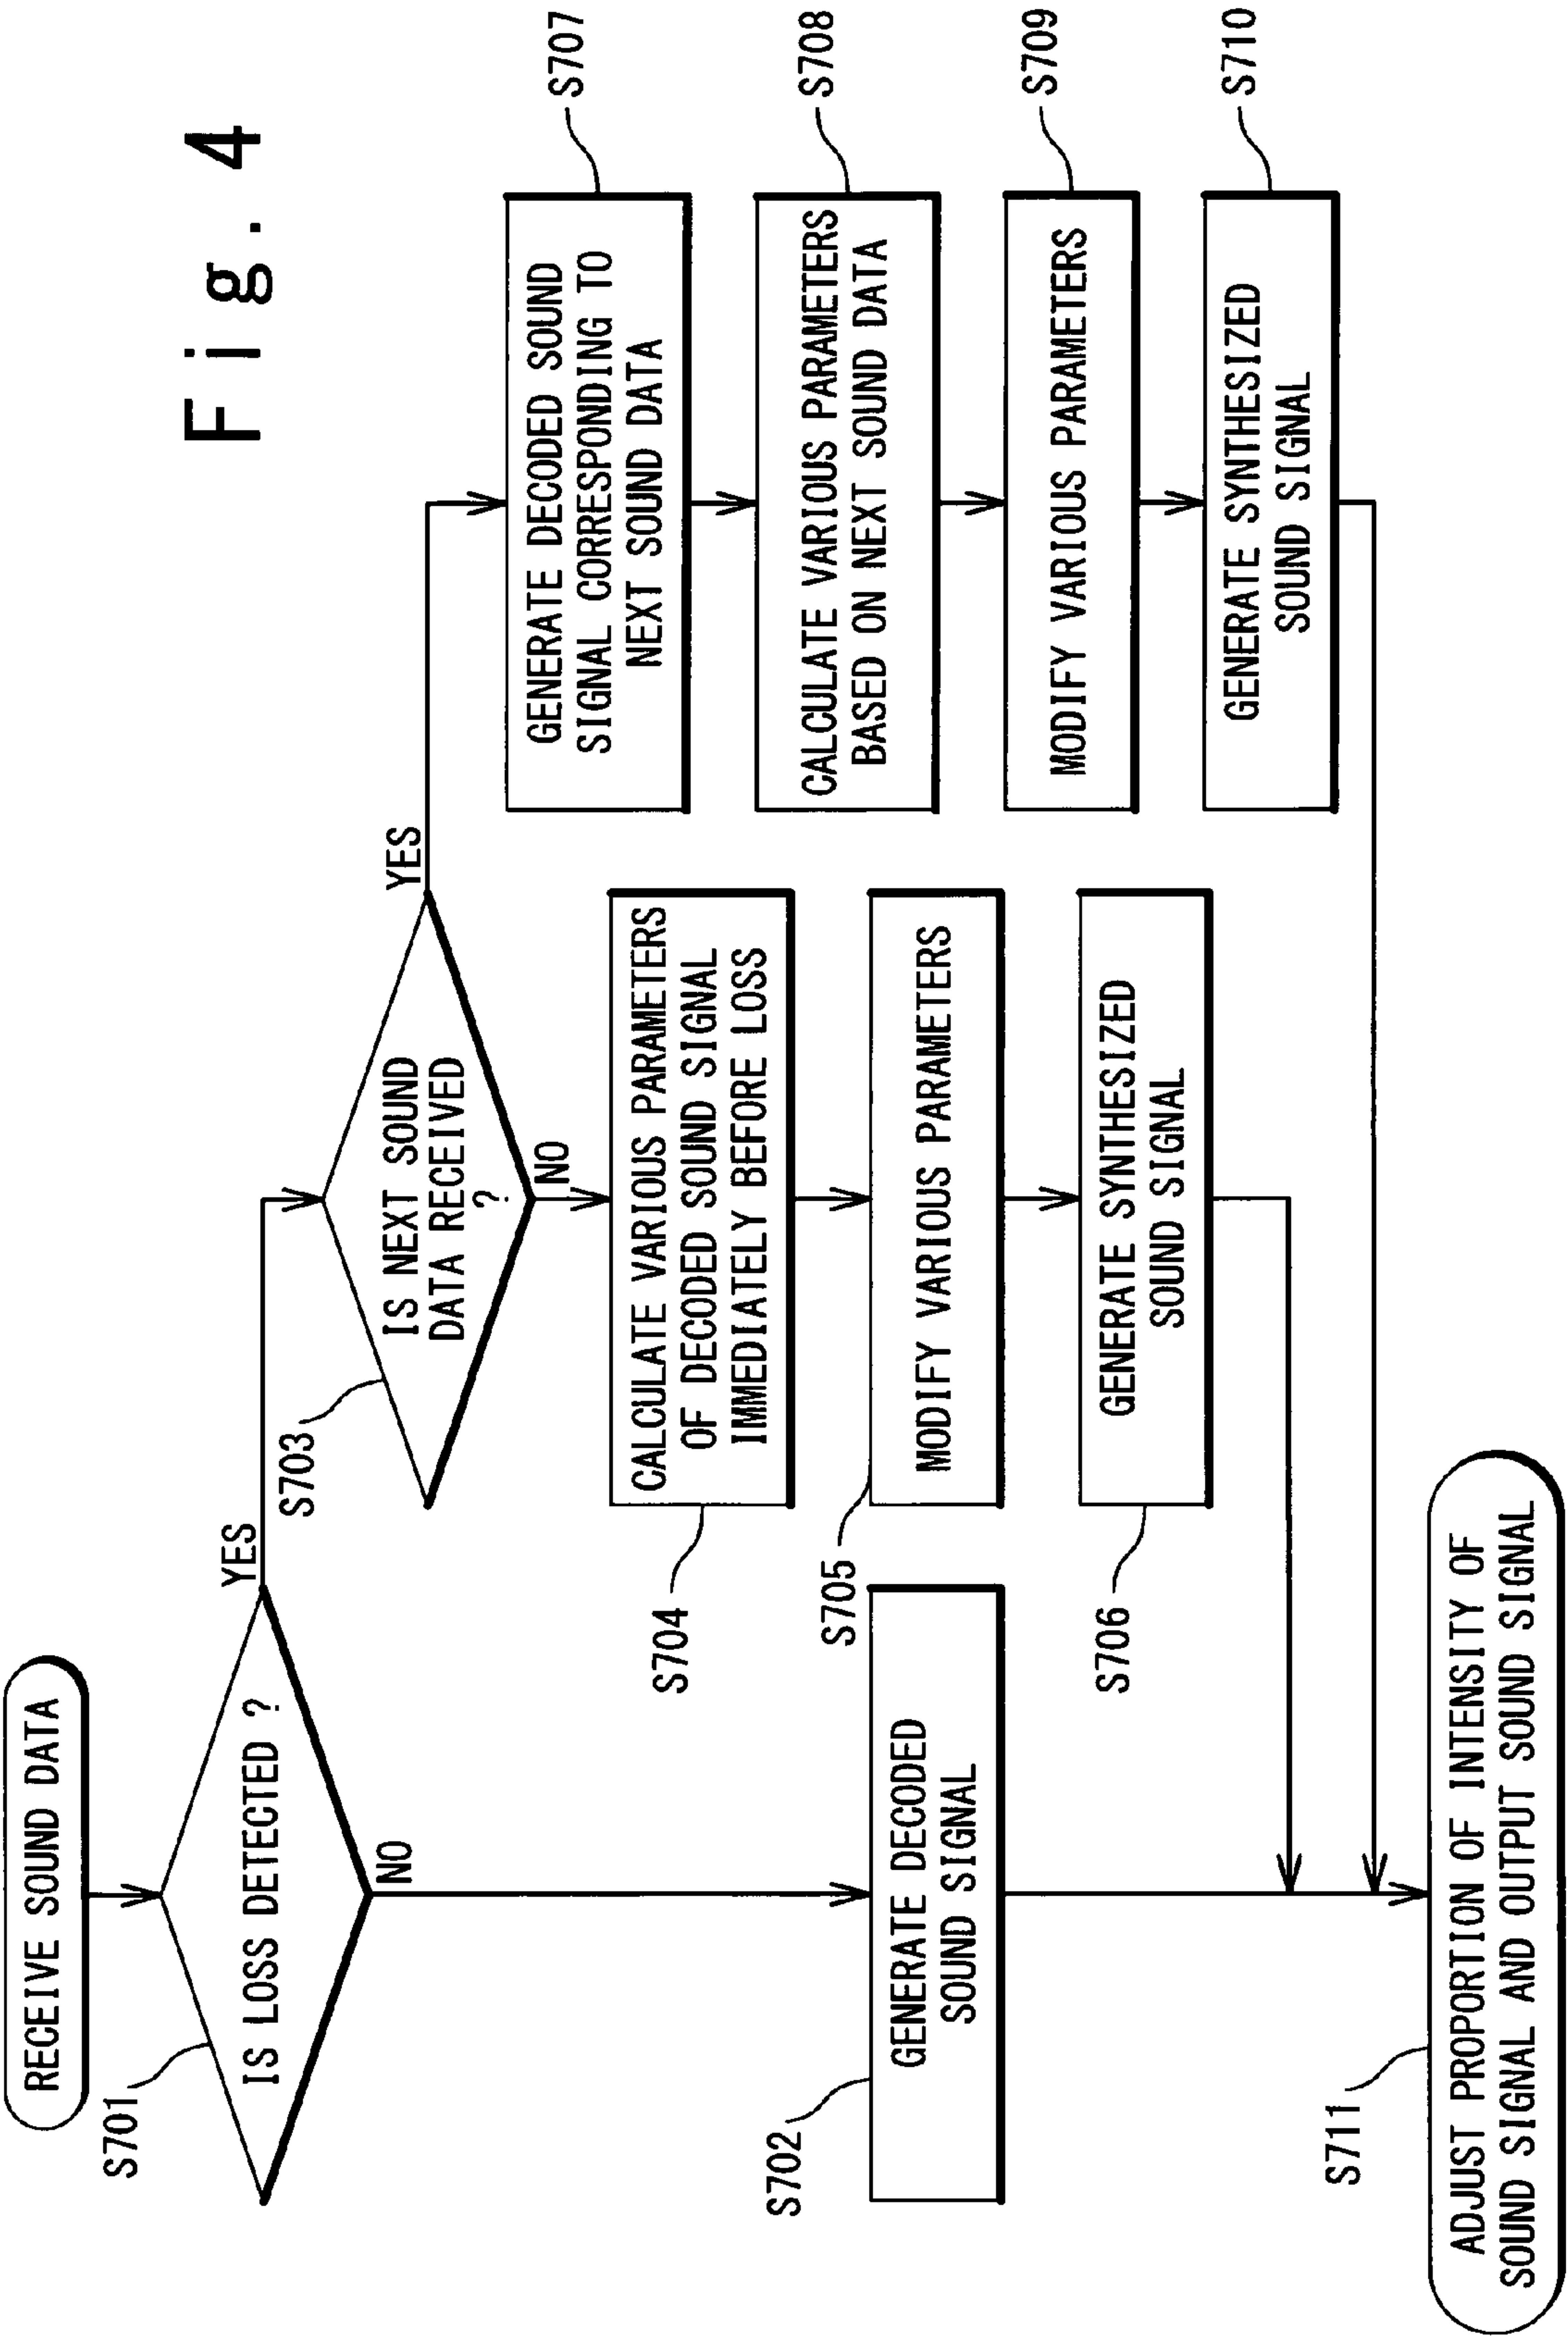 Fig. 4
RECEIVE SOUND DATA
S701
IS LOSS DETECTED ?
YES
NO
S703
IS NEXT SOUND
DATA RECEIVED
?
YES
NO
S702
GENERATE DECODED
SOUND SIGNAL
S704
CALCULATE VARIOUS PARAMETERS
OF DECODED SOUND SIGNAL
IMMEDIATELY BEFORE LOSS
S705
MODIFY VARIOUS PARAMETERS
S706
GENERATE SYNTHESIZED
SOUND SIGNAL
S707
GENERATE DECODED SOUND
SIGNAL CORRESPONDING TO
NEXT SOUND DATA
S708
CALCULATE VARIOUS PARAMETERS
BASED ON NEXT SOUND DATA
S709
MODIFY VARIOUS PARAMETERS
S710
GENERATE SYNTHESIZED
SOUND SIGNAL
S711
ADJUST PROPORTION OF INTENSITY OF
SOUND SIGNAL AND OUTPUT SOUND SIGNAL